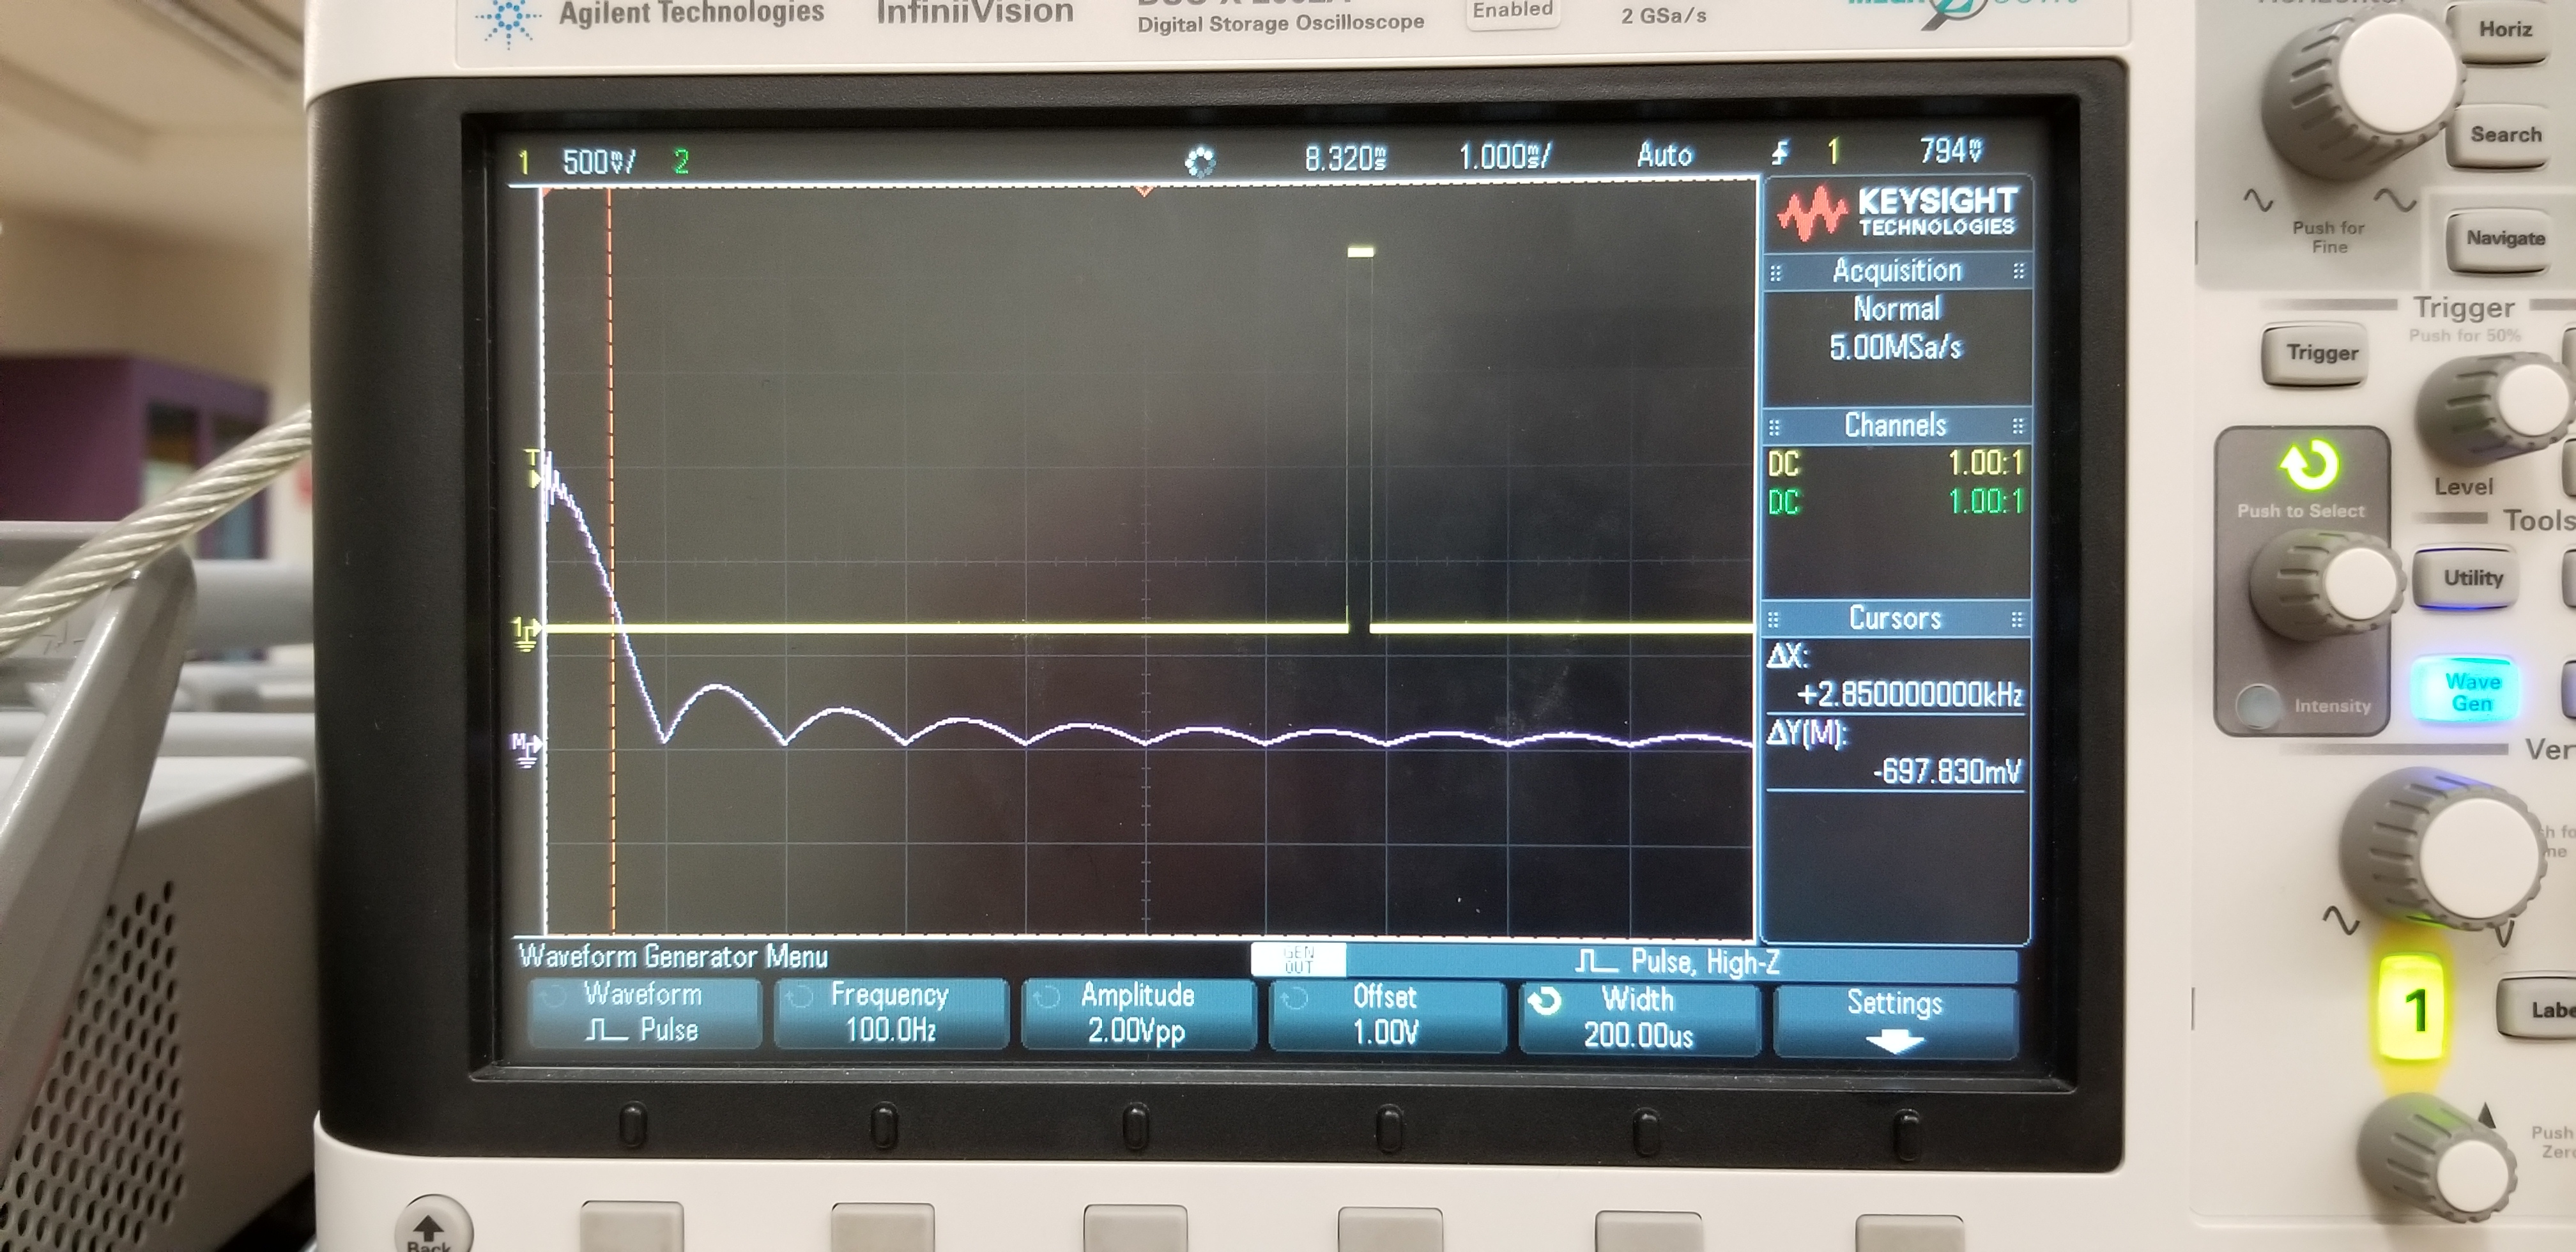 Agilent Technologies
InfiniiVision
Digital Storage Oscilloscope
Enabled
2 GSa/s
1 500mV/ 2 8.320ms 1.000ms/ Auto 1 794mV
KEYSIGHT
TECHNOLOGIES
Acquisition
Normal
5.00MSa/s
Channels
DC 1.00:1
DC 1.00:1
Cursors
ΔX:
+2.850000000kHz
ΔY(M):
-697.830mV
T
1
M
Waveform Generator Menu
GEN
OUT
Pulse, High-Z
Waveform
Pulse
Frequency
100.0Hz
Amplitude
2.00Vpp
Offset
1.00V
Width
200.00us
Settings
Back
Horiz
Search
Push for
Fine
Navigate
Trigger
Push for 50%
Trigger
Level
Push to Select
Tools
Utility
Wave
Gen
Intensity
1
Push